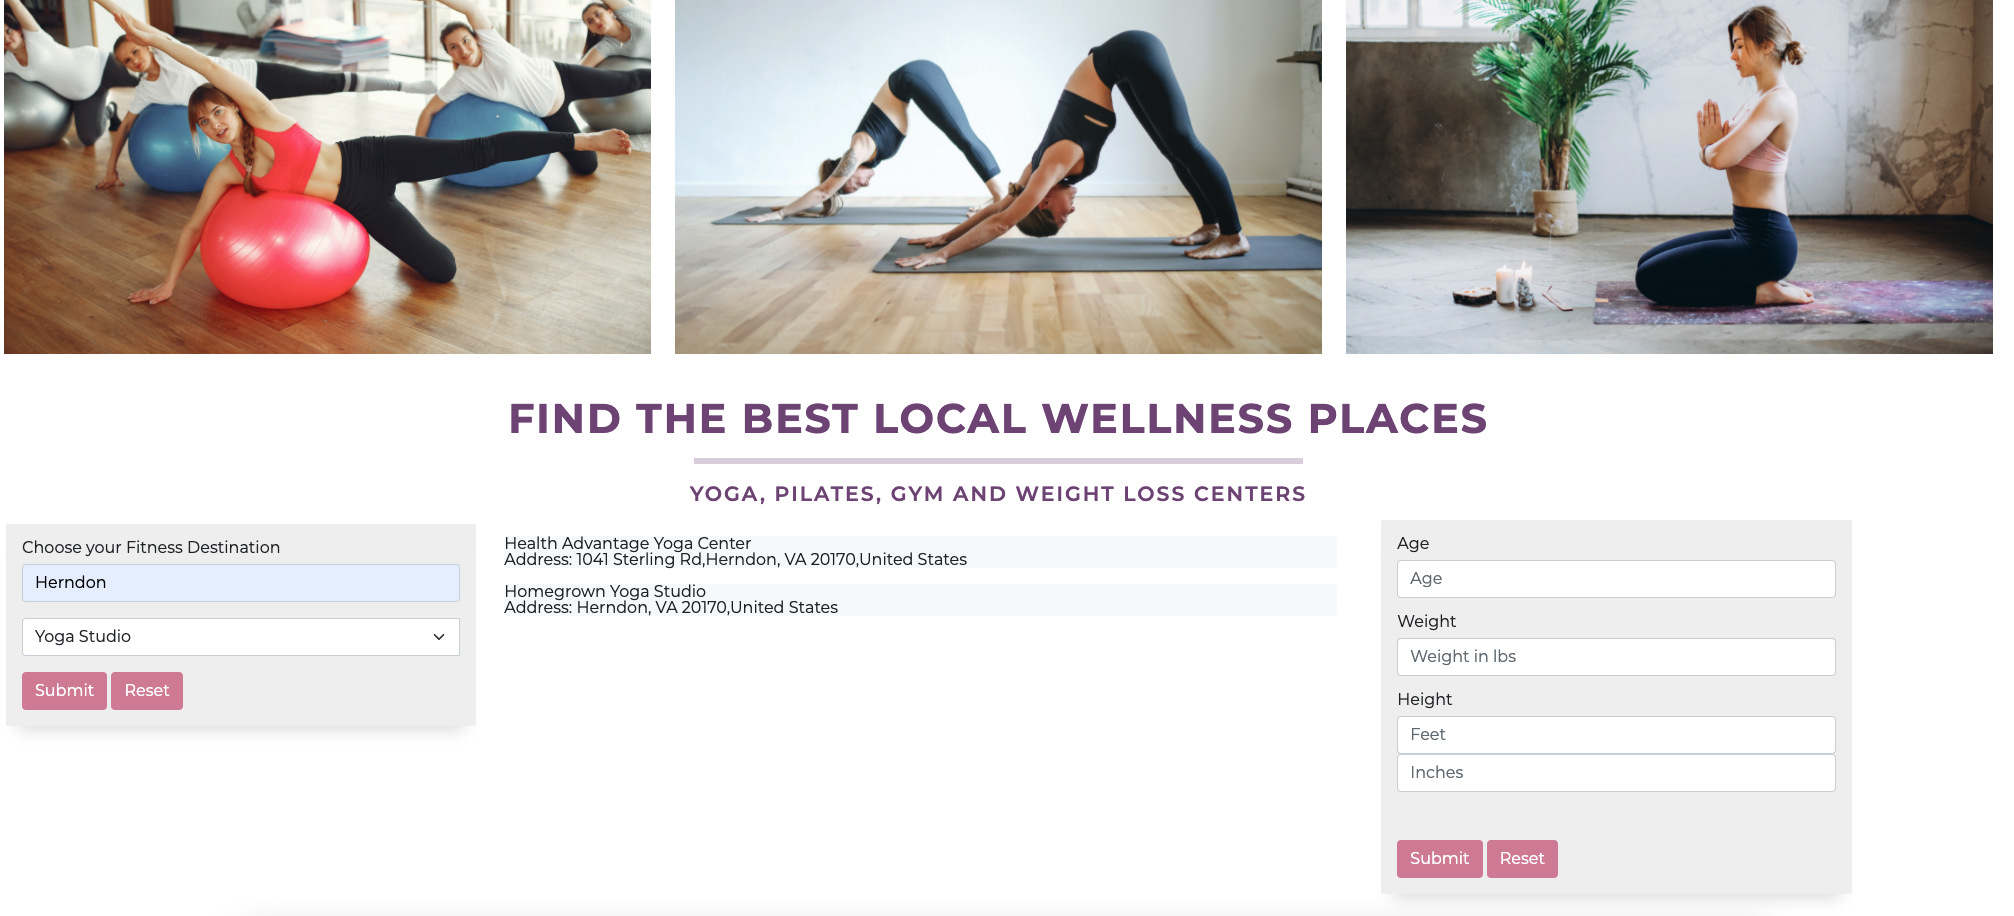 FIND THE BEST LOCAL WELLNESS PLACES
YOGA, PILATES, GYM AND WEIGHT LOSS CENTERS
Choose your Fitness Destination
Herndon
Yoga Studio
Submit Reset
Health Advantage Yoga Center
Address: 1041 Sterling Rd,Herndon, VA 20170,United States
Homegrown Yoga Studio
Address: Herndon, VA 20170,United States
Age
Age
Weight
Weight in lbs
Height
Feet
Inches
Submit Reset